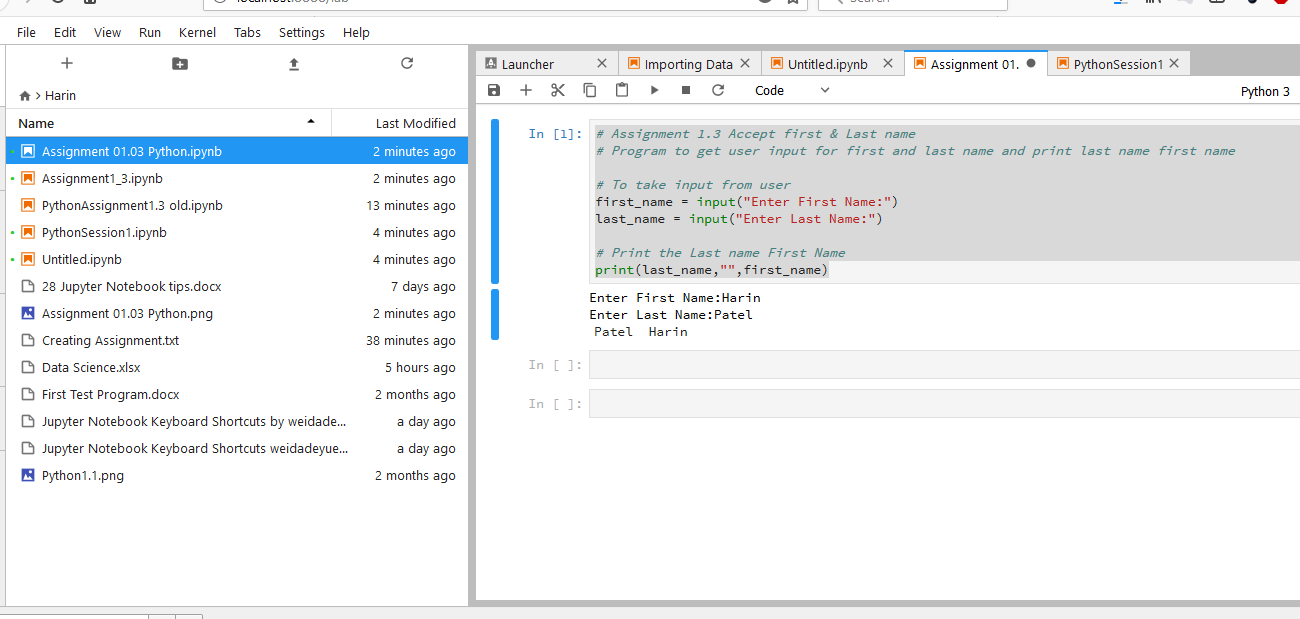 File Edit View Run Kernel Tabs Settings Help
Harin
Name Last Modified
Assignment 01.03 Python.ipynb 2 minutes ago
Assignment1_3.ipynb 2 minutes ago
PythonAssignment1.3 old.ipynb 13 minutes ago
PythonSession1.ipynb 4 minutes ago
Untitled.ipynb 4 minutes ago
28 Jupyter Notebook tips.docx 7 days ago
Assignment 01.03 Python.png 2 minutes ago
Creating Assignment.txt 38 minutes ago
Data Science.xlsx 5 hours ago
First Test Program.docx 2 months ago
Jupyter Notebook Keyboard Shortcuts by weidade... a day ago
Jupyter Notebook Keyboard Shortcuts weidadeyue... a day ago
Python1.1.png 2 months ago
Launcher Importing Data Untitled.ipynb Assignment 01. PythonSession1
Code Python 3
In [1]: # Assignment 1.3 Accept first & Last name
# Program to get user input for first and last name and print last name first name
# To take input from user
first_name = input("Enter First Name:")
last_name = input("Enter Last Name:")
# Print the Last name First Name
print(last_name,"",first_name)
Enter First Name:Harin
Enter Last Name:Patel
Patel  Harin
In [ ]:
In [ ]: